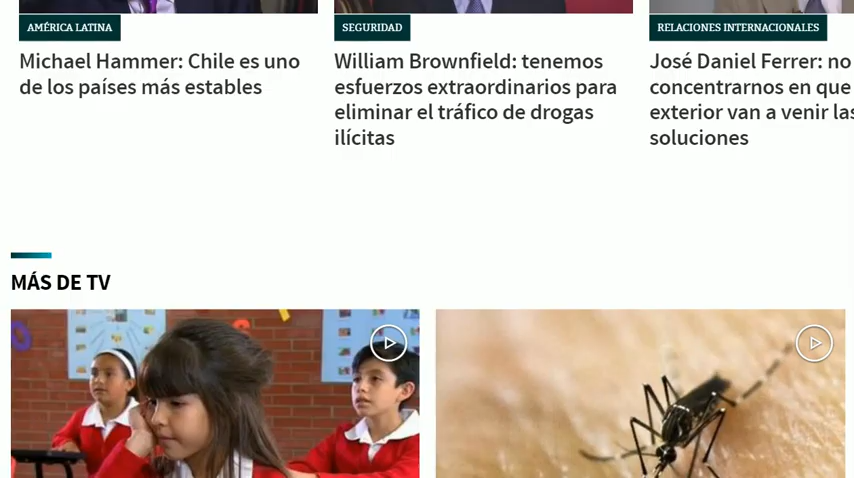 AMÉRICA LATINA
Michael Hammer: Chile es uno
de los países más estables
SEGURIDAD
William Brownfield: tenemos
esfuerzos extraordinarios para
eliminar el tráfico de drogas
ilícitas
RELACIONES INTERNACIONALES
José Daniel Ferrer: no
concentrarnos en que
exterior van a venir las
soluciones
MÁS DE TV